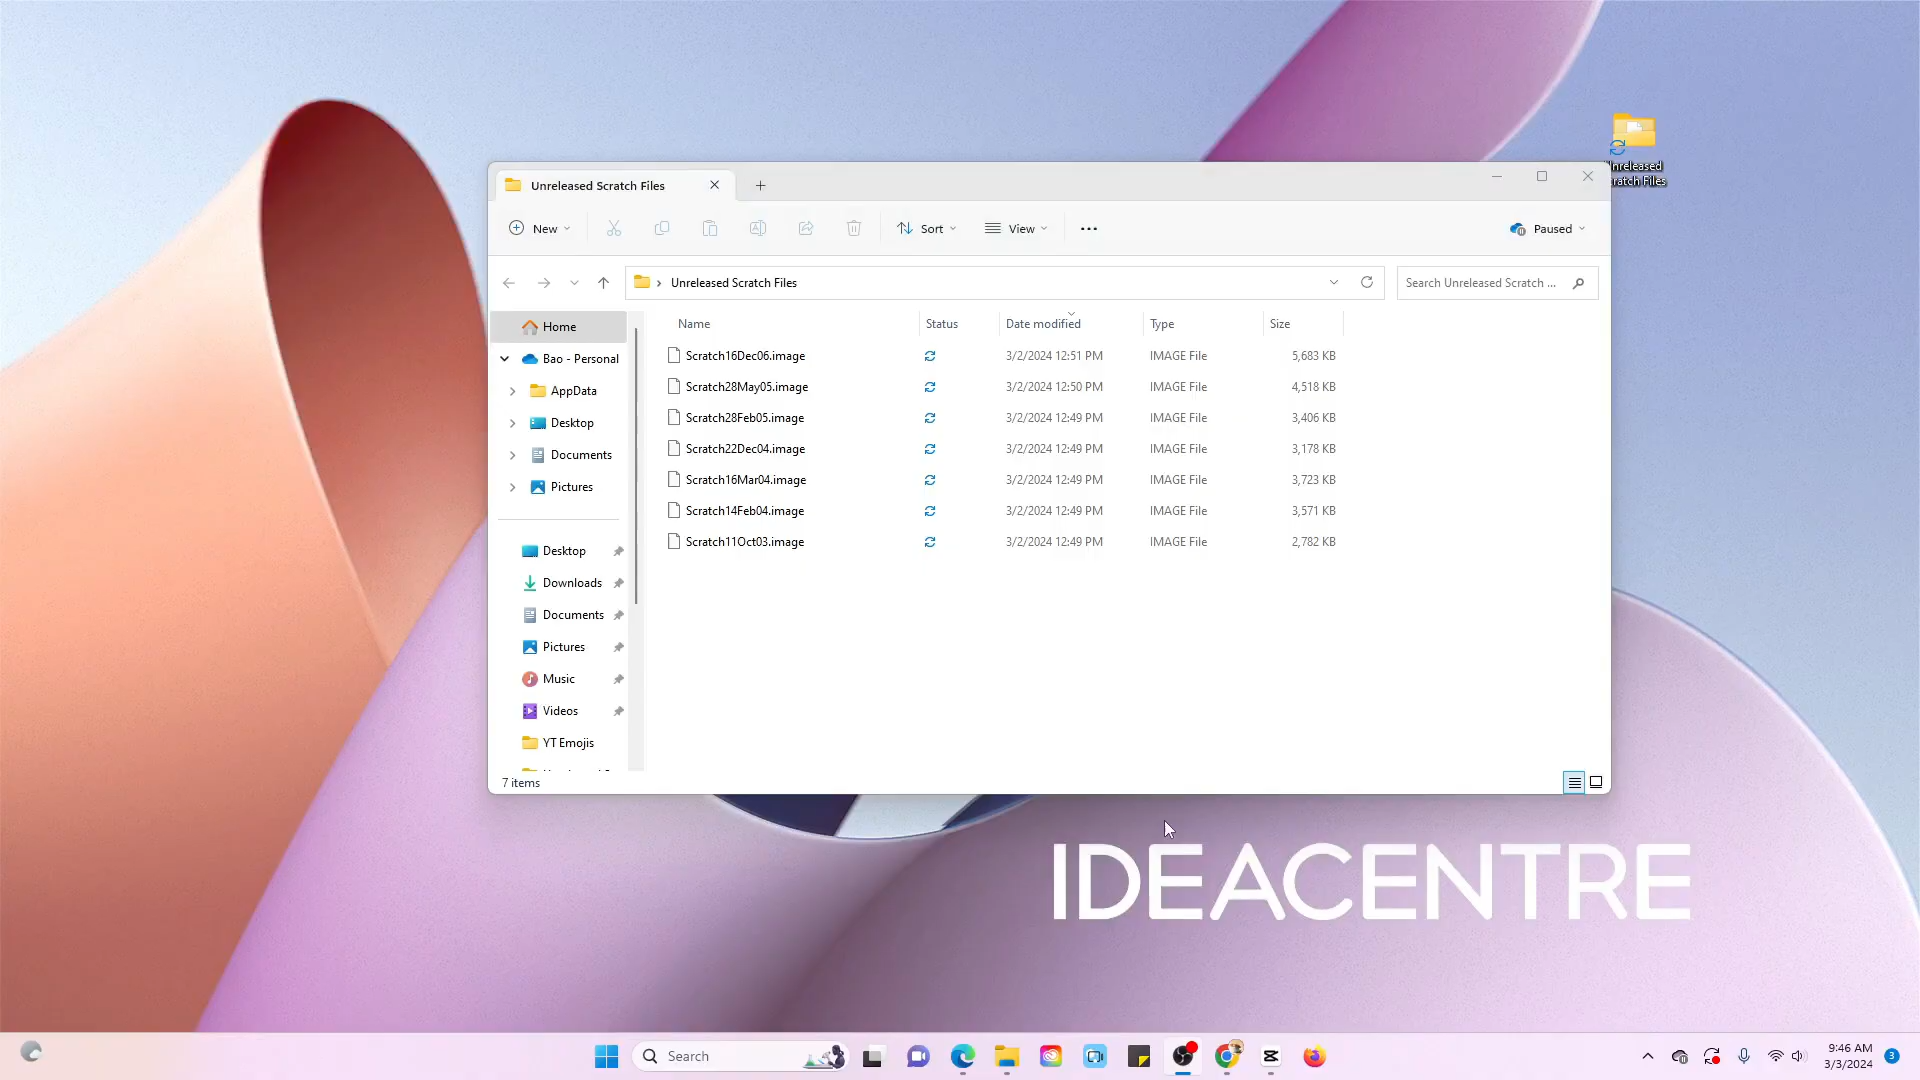 Unreleased
Scratch Files
Unreleased Scratch Files
New
Sort
View
Paused
Unreleased Scratch Files
Search Unreleased Scratch ...
Home
Bao - Personal
AppData
Desktop
Documents
Pictures
Desktop
Downloads
Documents
Pictures
Music
Videos
YT Emojis
Name Status Date modified Type Size
Scratch16Dec06.image 3/2/2024 12:51 PM IMAGE File 5,683 KB
Scratch28May05.image 3/2/2024 12:50 PM IMAGE File 4,518 KB
Scratch28Feb05.image 3/2/2024 12:49 PM IMAGE File 3,406 KB
Scratch22Dec04.image 3/2/2024 12:49 PM IMAGE File 3,178 KB
Scratch16Mar04.image 3/2/2024 12:49 PM IMAGE File 3,723 KB
Scratch14Feb04.image 3/2/2024 12:49 PM IMAGE File 3,571 KB
Scratch11Oct03.image 3/2/2024 12:49 PM IMAGE File 2,782 KB
7 items
IDEACENTRE
Search
9:46 AM
3/3/2024
3